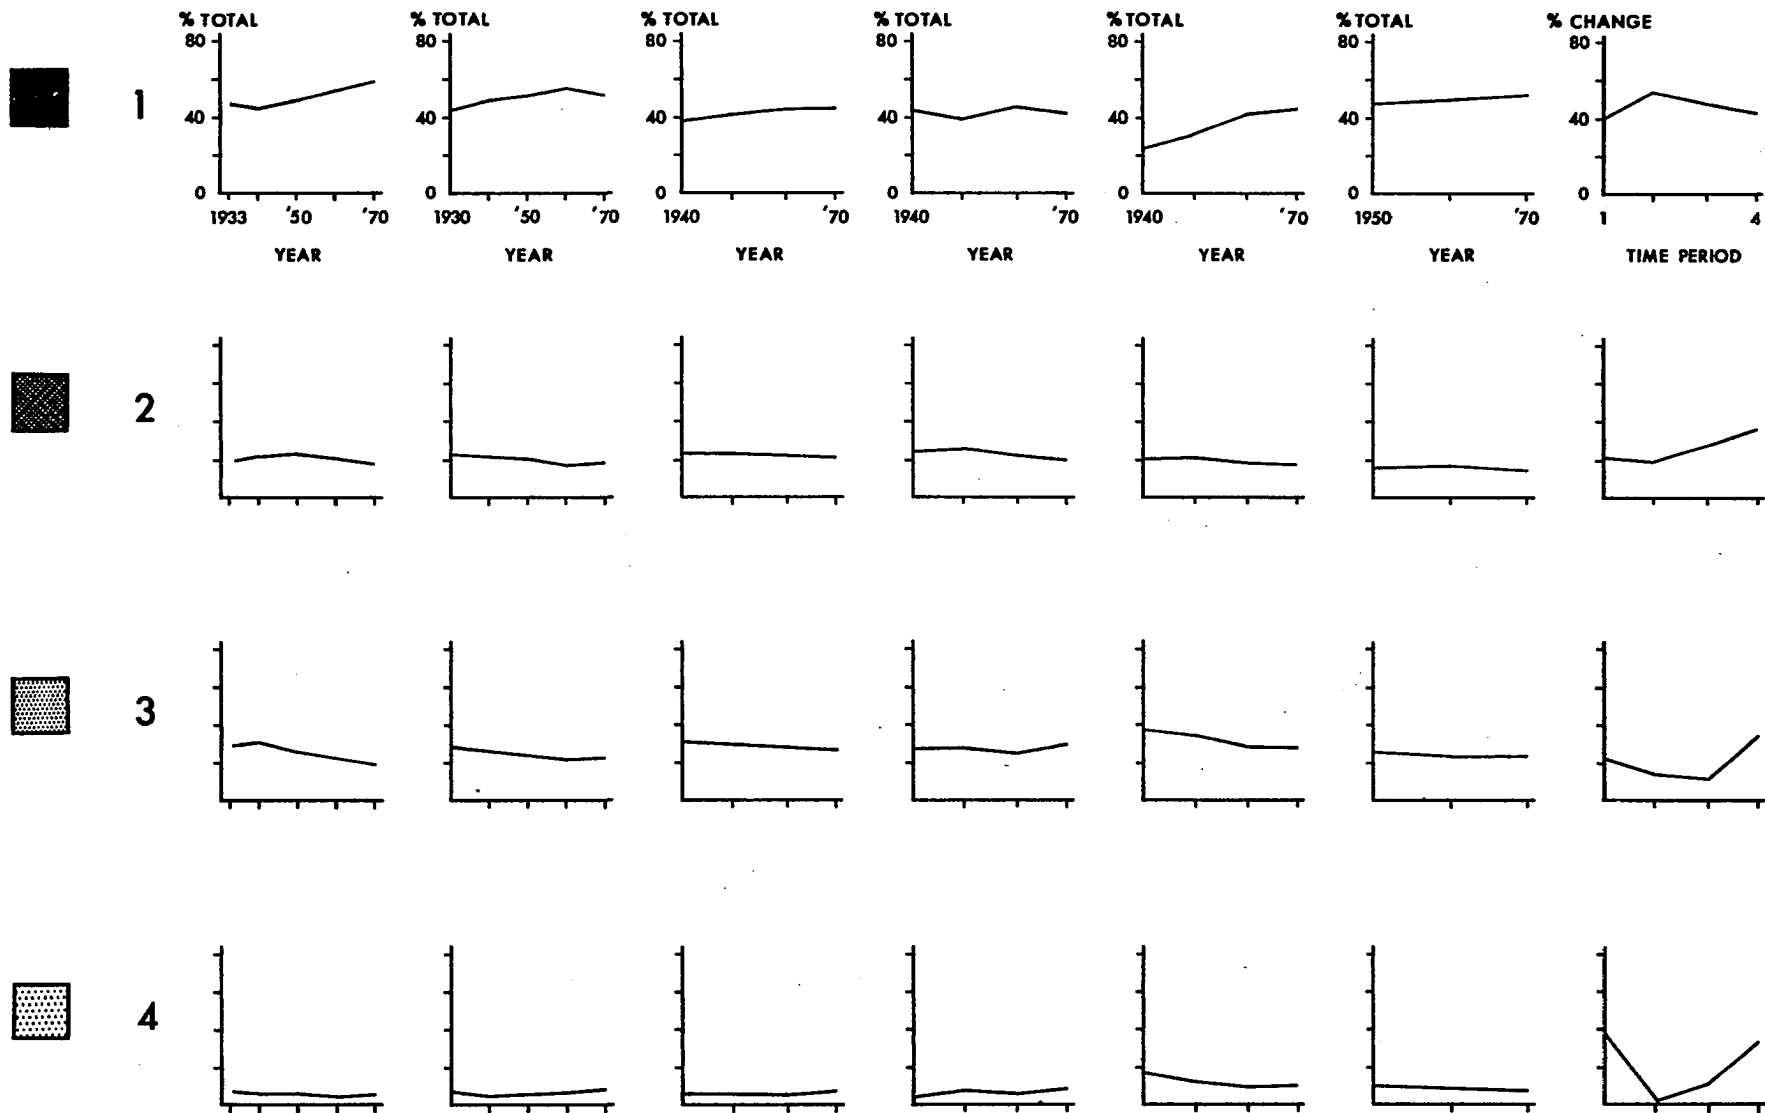 % TOTAL % TOTAL % TOTAL % TOTAL % TOTAL % TOTAL % CHANGE
80 80 80 80 80 80 80
1
40 40 40 40 40 40 40
0 0 0 0 0 0 0
1933 '50 '70 1930 '50 '70 1940 '70 1940 '70 1940 '70 1950 '70 1 4
YEAR YEAR YEAR YEAR YEAR YEAR TIME PERIOD
2
3
4